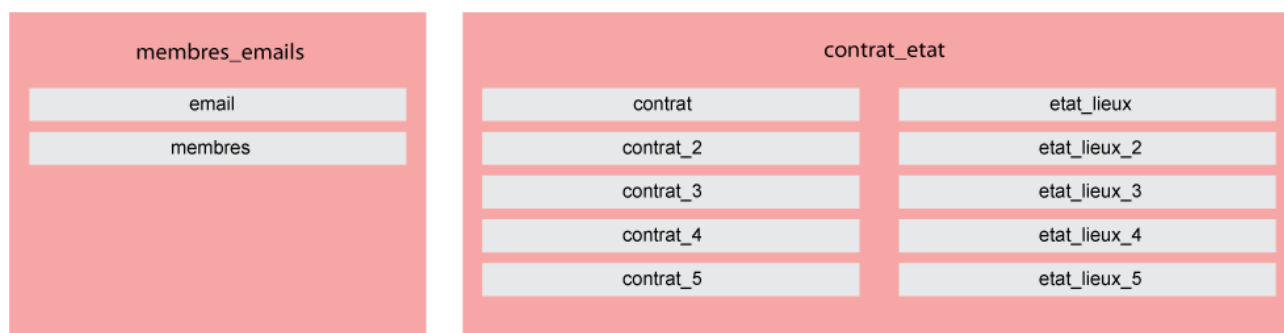 membres_emails
email
membres
contrat_etat
contrat
etat_lieux
contrat_2
etat_lieux_2
contrat_3
etat_lieux_3
contrat_4
etat_lieux_4
contrat_5
etat_lieux_5